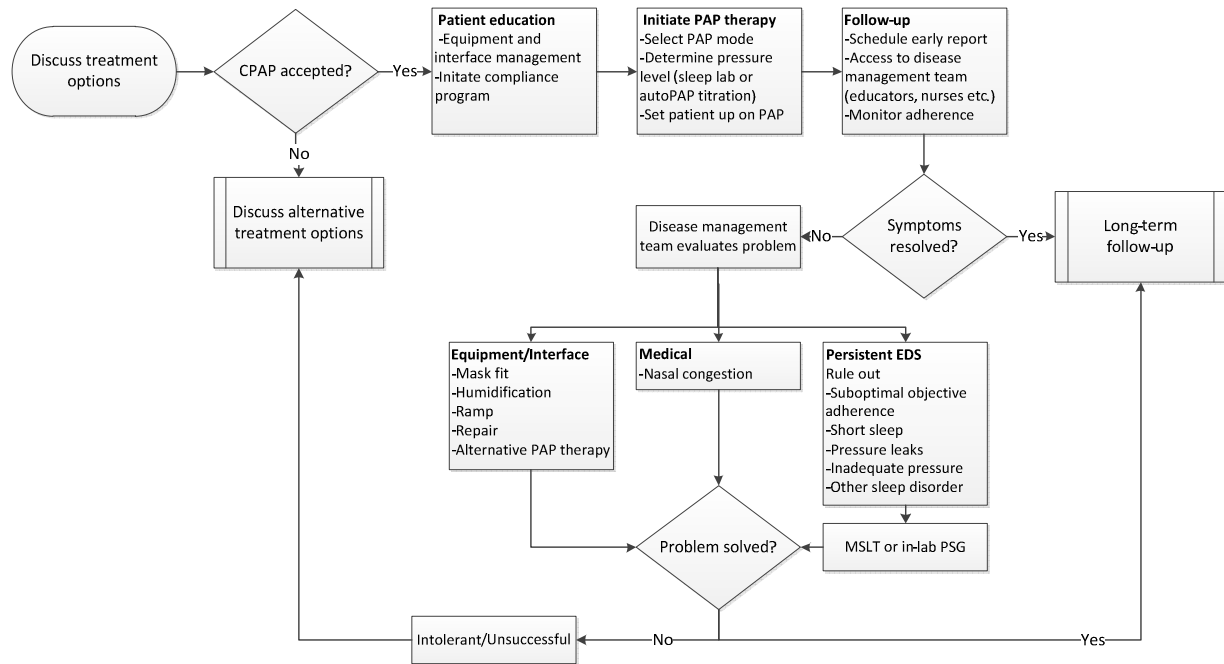 Discuss treatment
options
CPAP accepted?
Yes
Patient education
-Equipment and
interface management
-Initate compliance
program
Initiate PAP therapy
-Select PAP mode
-Determine pressure
level (sleep lab or
autoPAP titration)
-Set patient up on PAP
Follow-up
-Schedule early report
-Access to disease
management team
(educators, nurses etc.)
-Monitor adherence
No
Discuss alternative
treatment options
Disease management
team evaluates problem
No
Symptoms
resolved?
Yes
Long-term
follow-up
Equipment/Interface
-Mask fit
-Humidification
-Ramp
-Repair
-Alternative PAP therapy
Medical
-Nasal congestion
Persistent EDS
Rule out
-Suboptimal objective
adherence
-Short sleep
-Pressure leaks
-Inadequate pressure
-Other sleep disorder
Problem solved?
MSLT or in-lab PSG
Intolerant/Unsuccessful
No
Yes